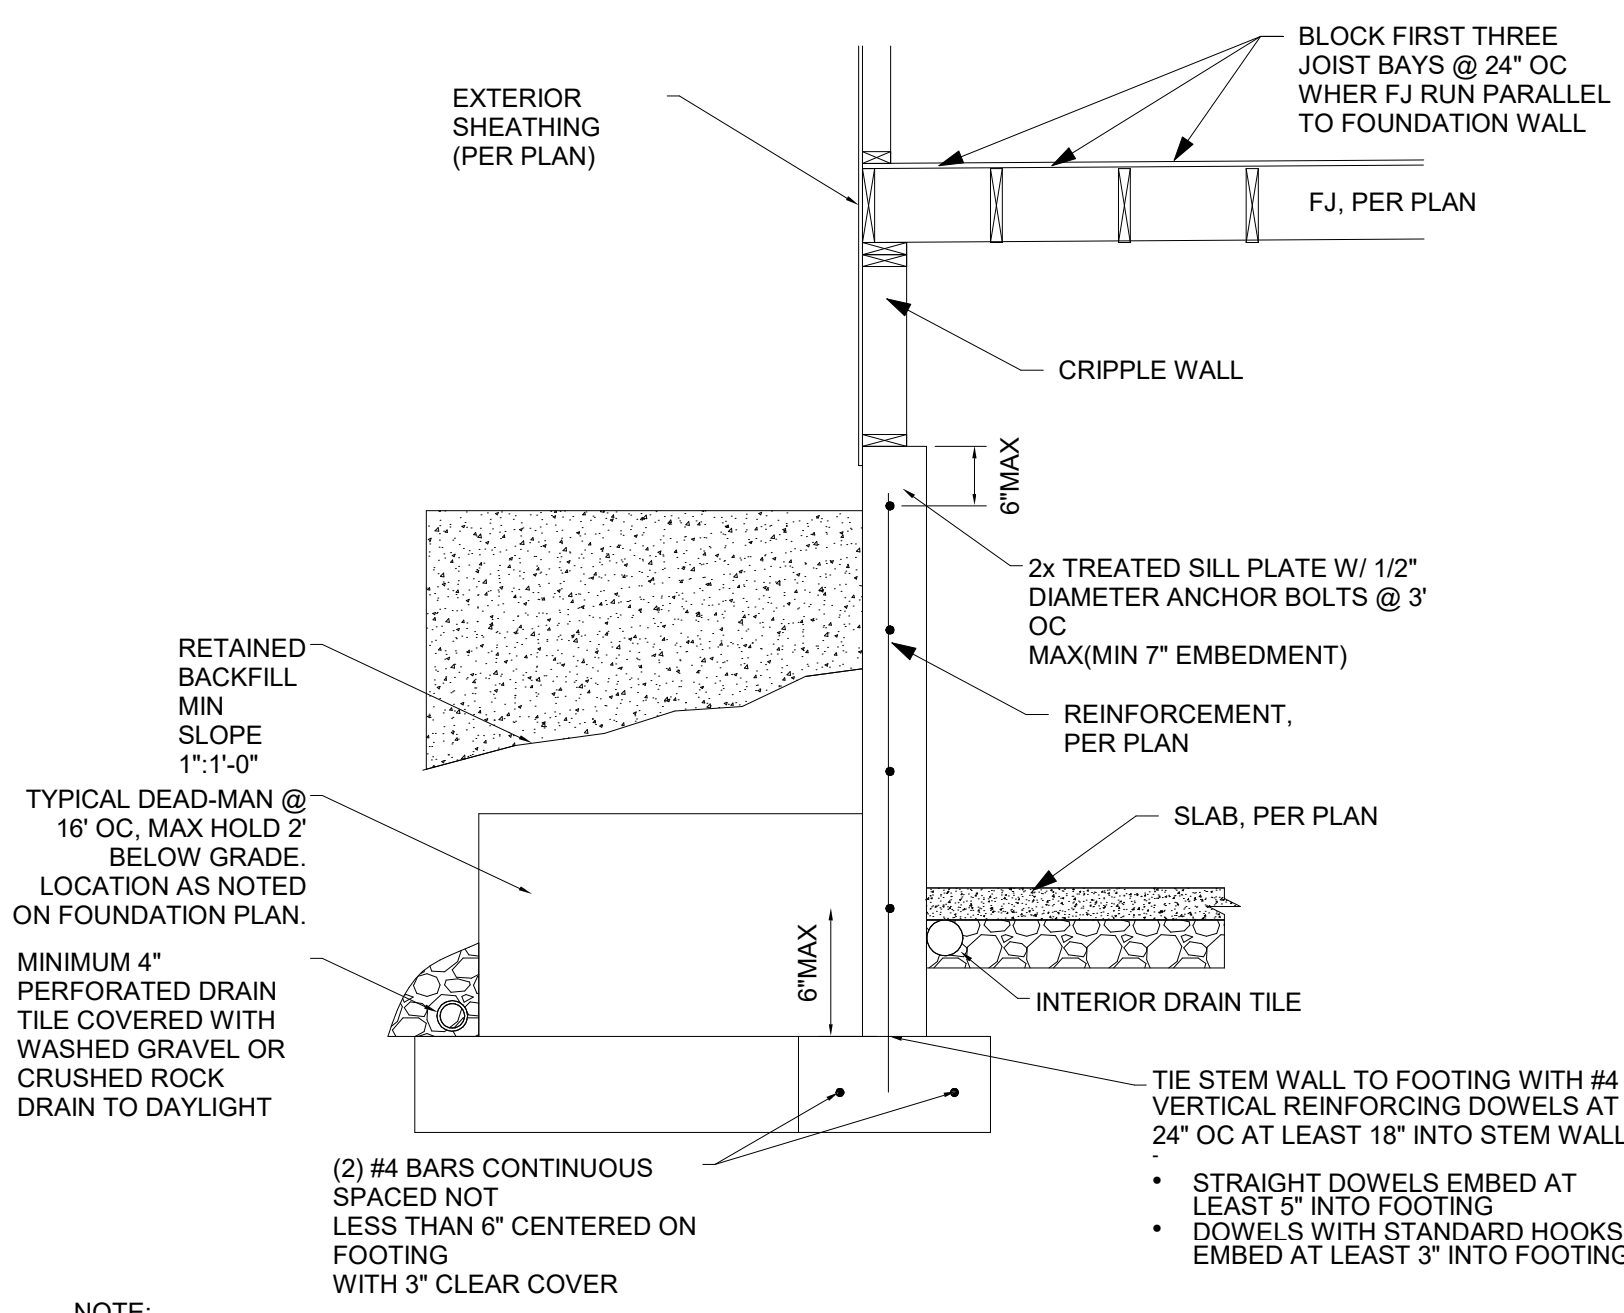 BLOCK FIRST THREE
JOIST BAYS @ 24" OC
WHER FJ RUN PARALLEL
TO FOUNDATION WALL
EXTERIOR
SHEATHING
(PER PLAN)
FJ, PER PLAN
CRIPPLE WALL
6"MAX
2x TREATED SILL PLATE W/ 1/2"
DIAMETER ANCHOR BOLTS @ 3'
OC
MAX(MIN 7" EMBEDMENT)
RETAINED
BACKFILL
MIN
SLOPE
1":1'-0"
REINFORCEMENT,
PER PLAN
TYPICAL DEAD-MAN @
16' OC, MAX HOLD 2'
BELOW GRADE.
LOCATION AS NOTED
ON FOUNDATION PLAN.
SLAB, PER PLAN
6"MAX
MINIMUM 4"
PERFORATED DRAIN
TILE COVERED WITH
WASHED GRAVEL OR
CRUSHED ROCK
DRAIN TO DAYLIGHT
INTERIOR DRAIN TILE
TIE STEM WALL TO FOOTING WITH #4
VERTICAL REINFORCING DOWELS AT
24" OC AT LEAST 18" INTO STEM WALL
-
• STRAIGHT DOWELS EMBED AT
LEAST 5" INTO FOOTING
• DOWELS WITH STANDARD HOOKS
EMBED AT LEAST 3" INTO FOOTING
(2) #4 BARS CONTINUOUS
SPACED NOT
LESS THAN 6" CENTERED ON
FOOTING
WITH 3" CLEAR COVER
NOTE: